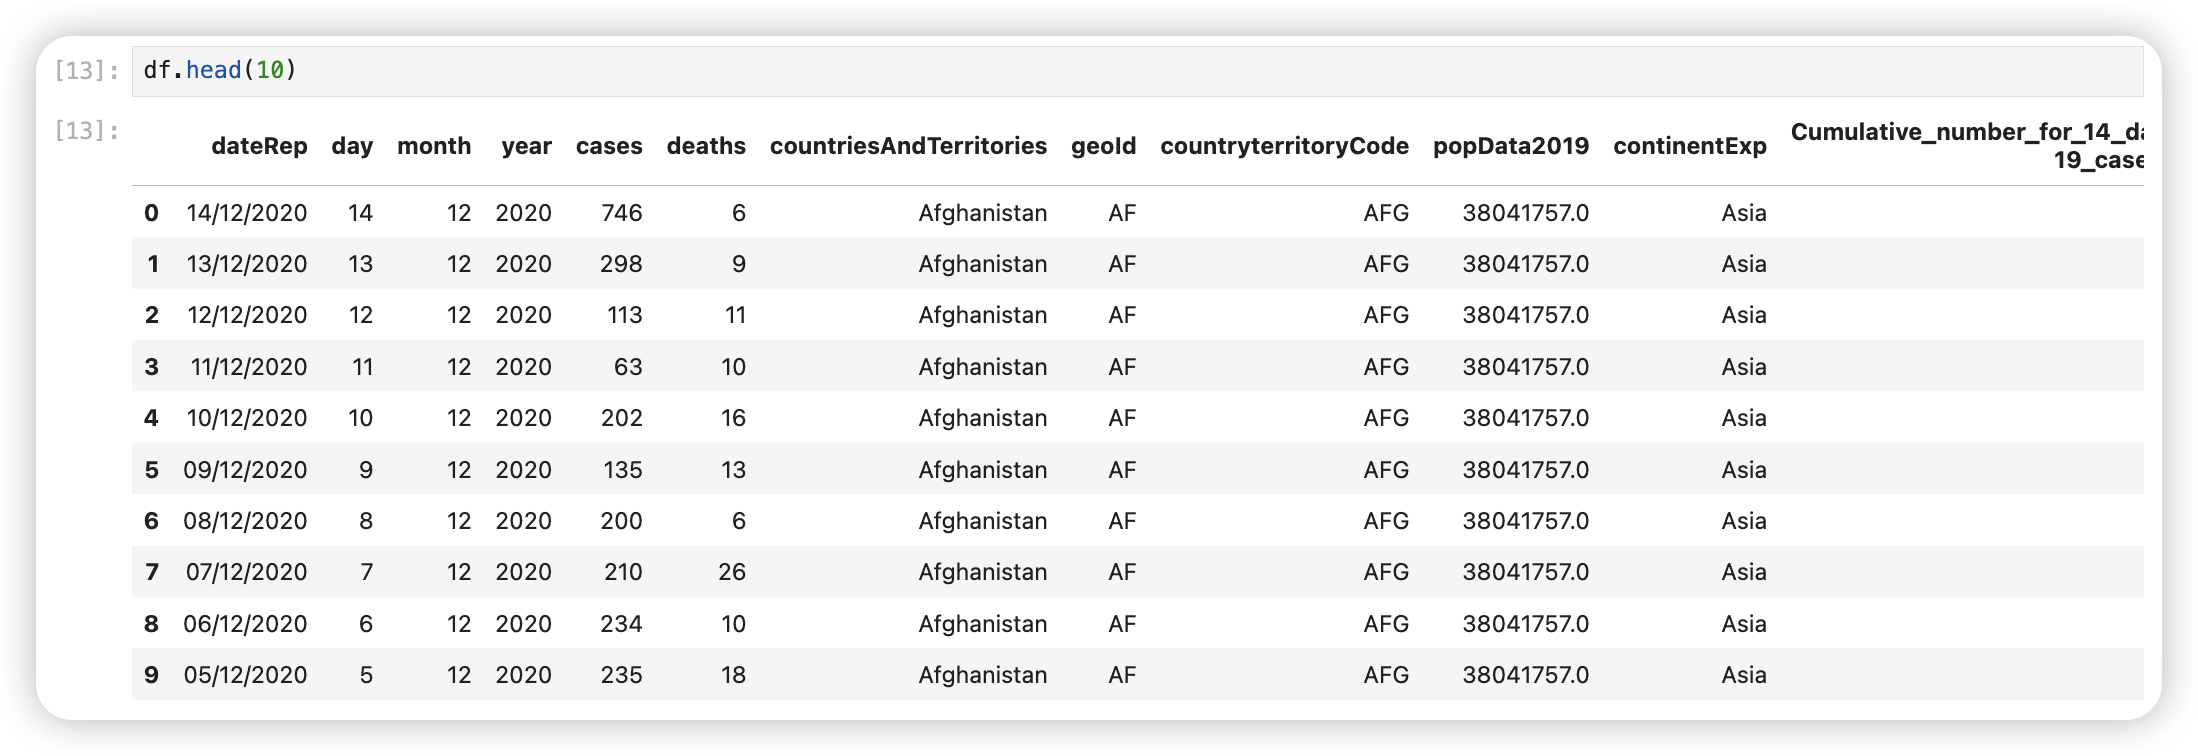 [13]: df.head(10)
[13]:
dateRep day month year cases deaths countriesAndTerritories geoId countryterritoryCode popData2019 continentExp Cumulative_number_for_14_da
19_case
0 14/12/2020 14 12 2020 746 6 Afghanistan AF AFG 38041757.0 Asia
1 13/12/2020 13 12 2020 298 9 Afghanistan AF AFG 38041757.0 Asia
2 12/12/2020 12 12 2020 113 11 Afghanistan AF AFG 38041757.0 Asia
3 11/12/2020 11 12 2020 63 10 Afghanistan AF AFG 38041757.0 Asia
4 10/12/2020 10 12 2020 202 16 Afghanistan AF AFG 38041757.0 Asia
5 09/12/2020 9 12 2020 135 13 Afghanistan AF AFG 38041757.0 Asia
6 08/12/2020 8 12 2020 200 6 Afghanistan AF AFG 38041757.0 Asia
7 07/12/2020 7 12 2020 210 26 Afghanistan AF AFG 38041757.0 Asia
8 06/12/2020 6 12 2020 234 10 Afghanistan AF AFG 38041757.0 Asia
9 05/12/2020 5 12 2020 235 18 Afghanistan AF AFG 38041757.0 Asia